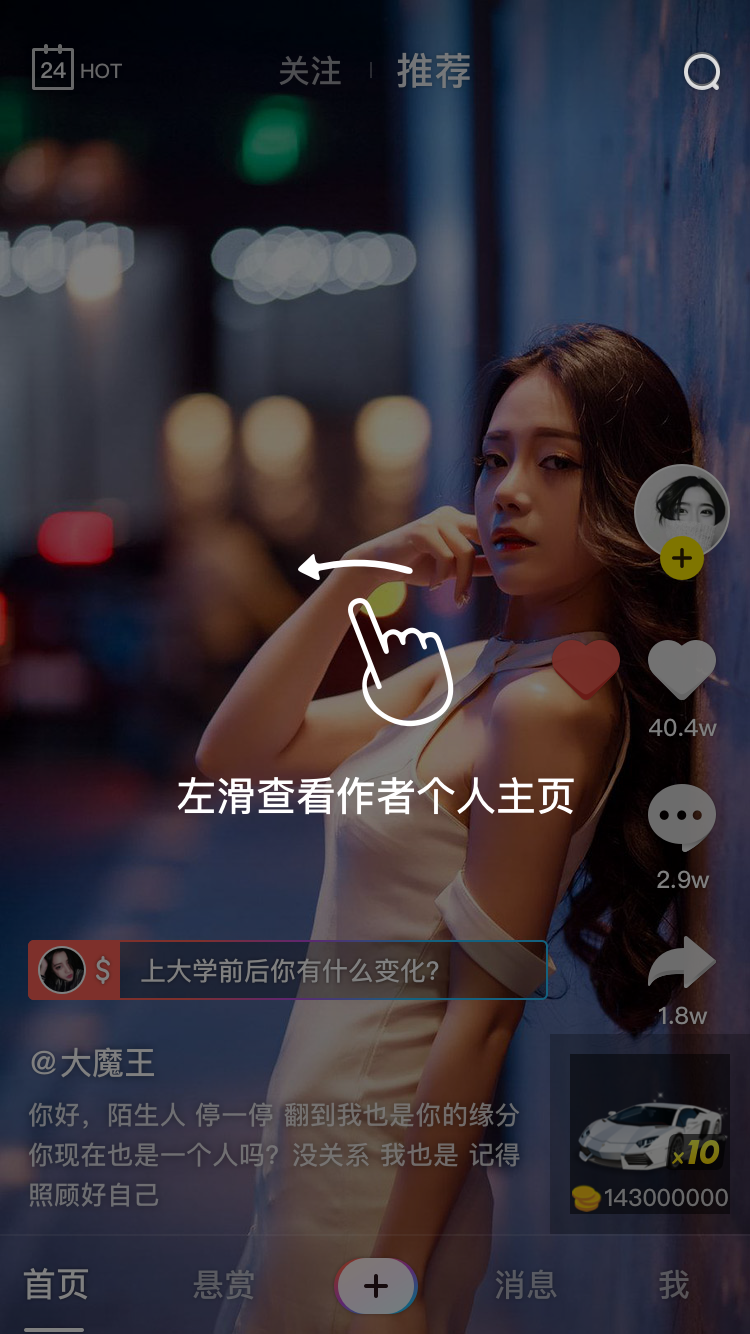 24 HOT
关注
推荐
40.4w
左滑查看作者个人主页
2.9w
$ 上大学前后你有什么变化?
1.8w
@大魔王
你好，陌生人 停一停 翻到我也是你的缘分
你现在也是一个人吗？没关系 我也是 记得
照顾好自己
x10
143000000
首页
悬赏
消息
我